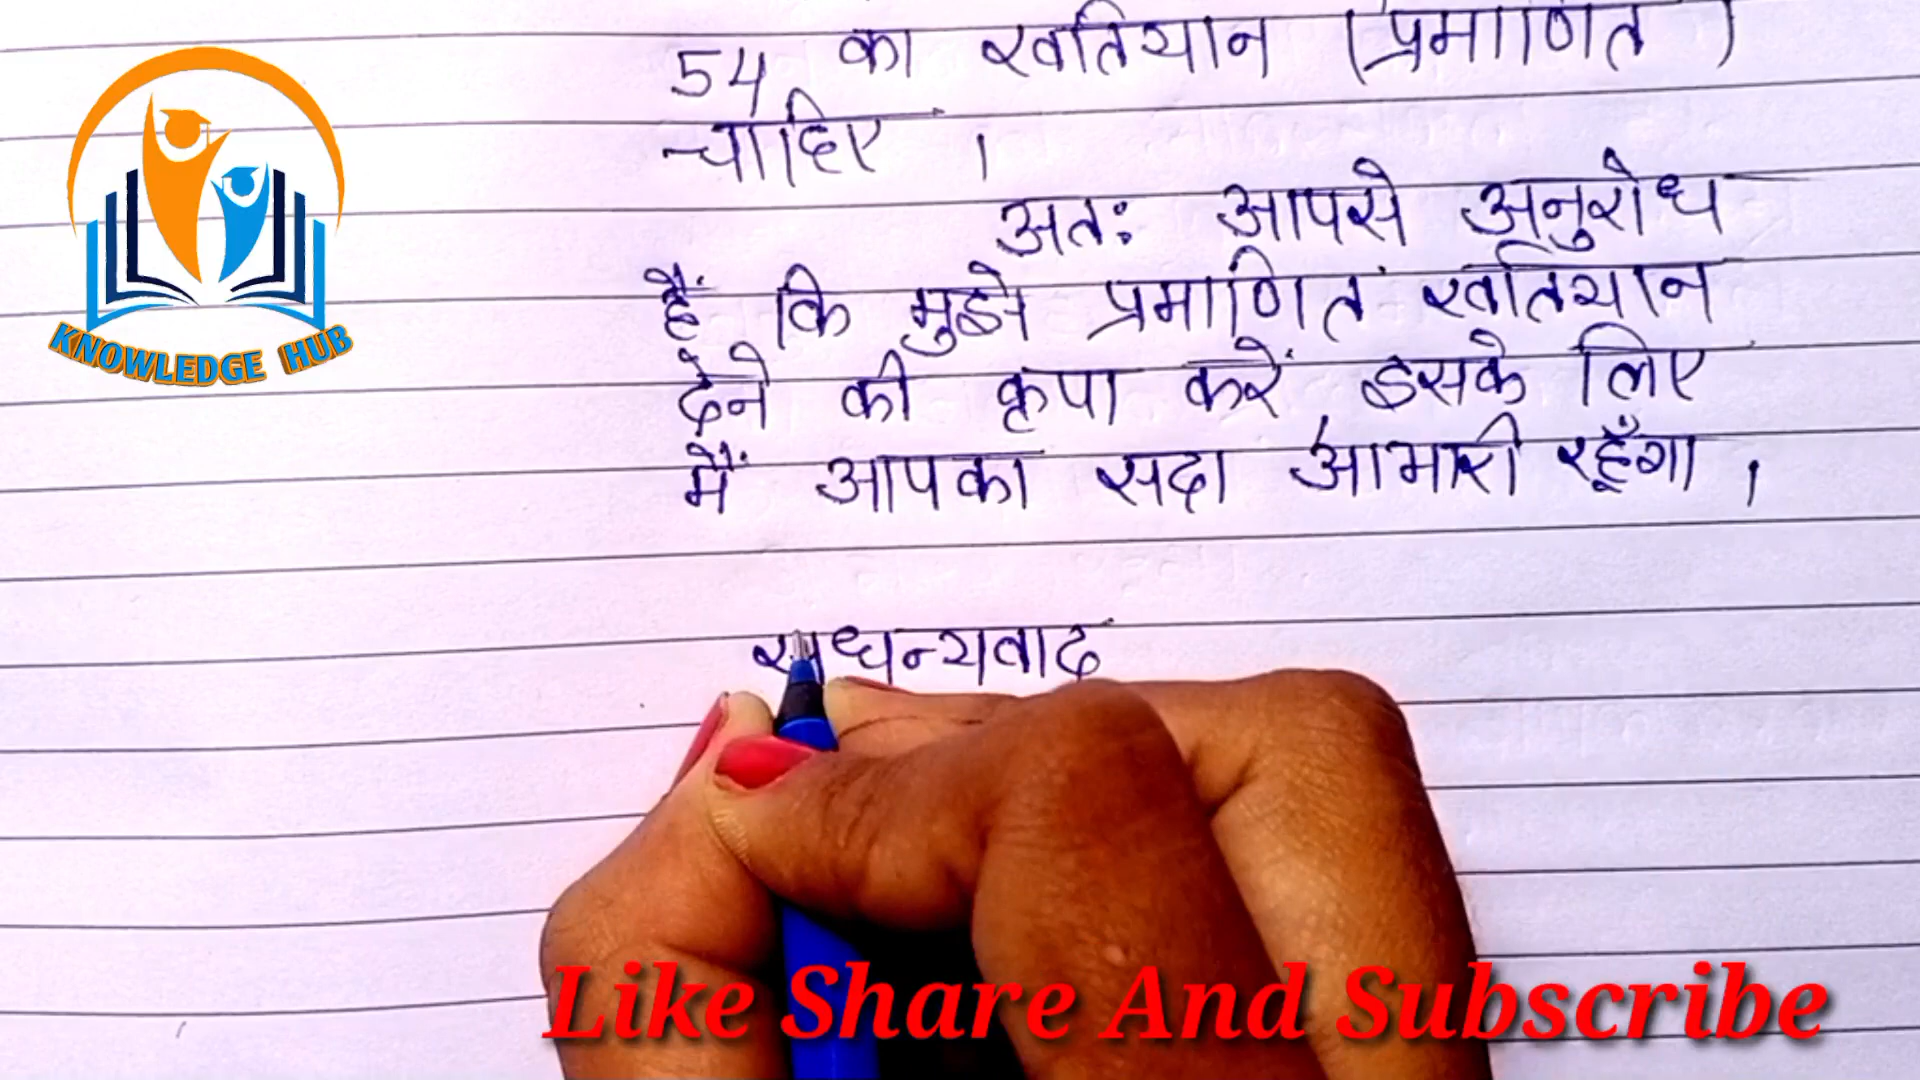 54 का खतियान (प्रमाणित)
चाहिए ।
अतः आपसे अनुरोध
हैं कि मुझे प्रमाणित खतियान
देने की कृपा करें, इसके लिए
मैं आपका सदा आभारी रहूँगा ।
सधन्यवाद
KNOWLEDGE HUB
Like Share And Subscribe